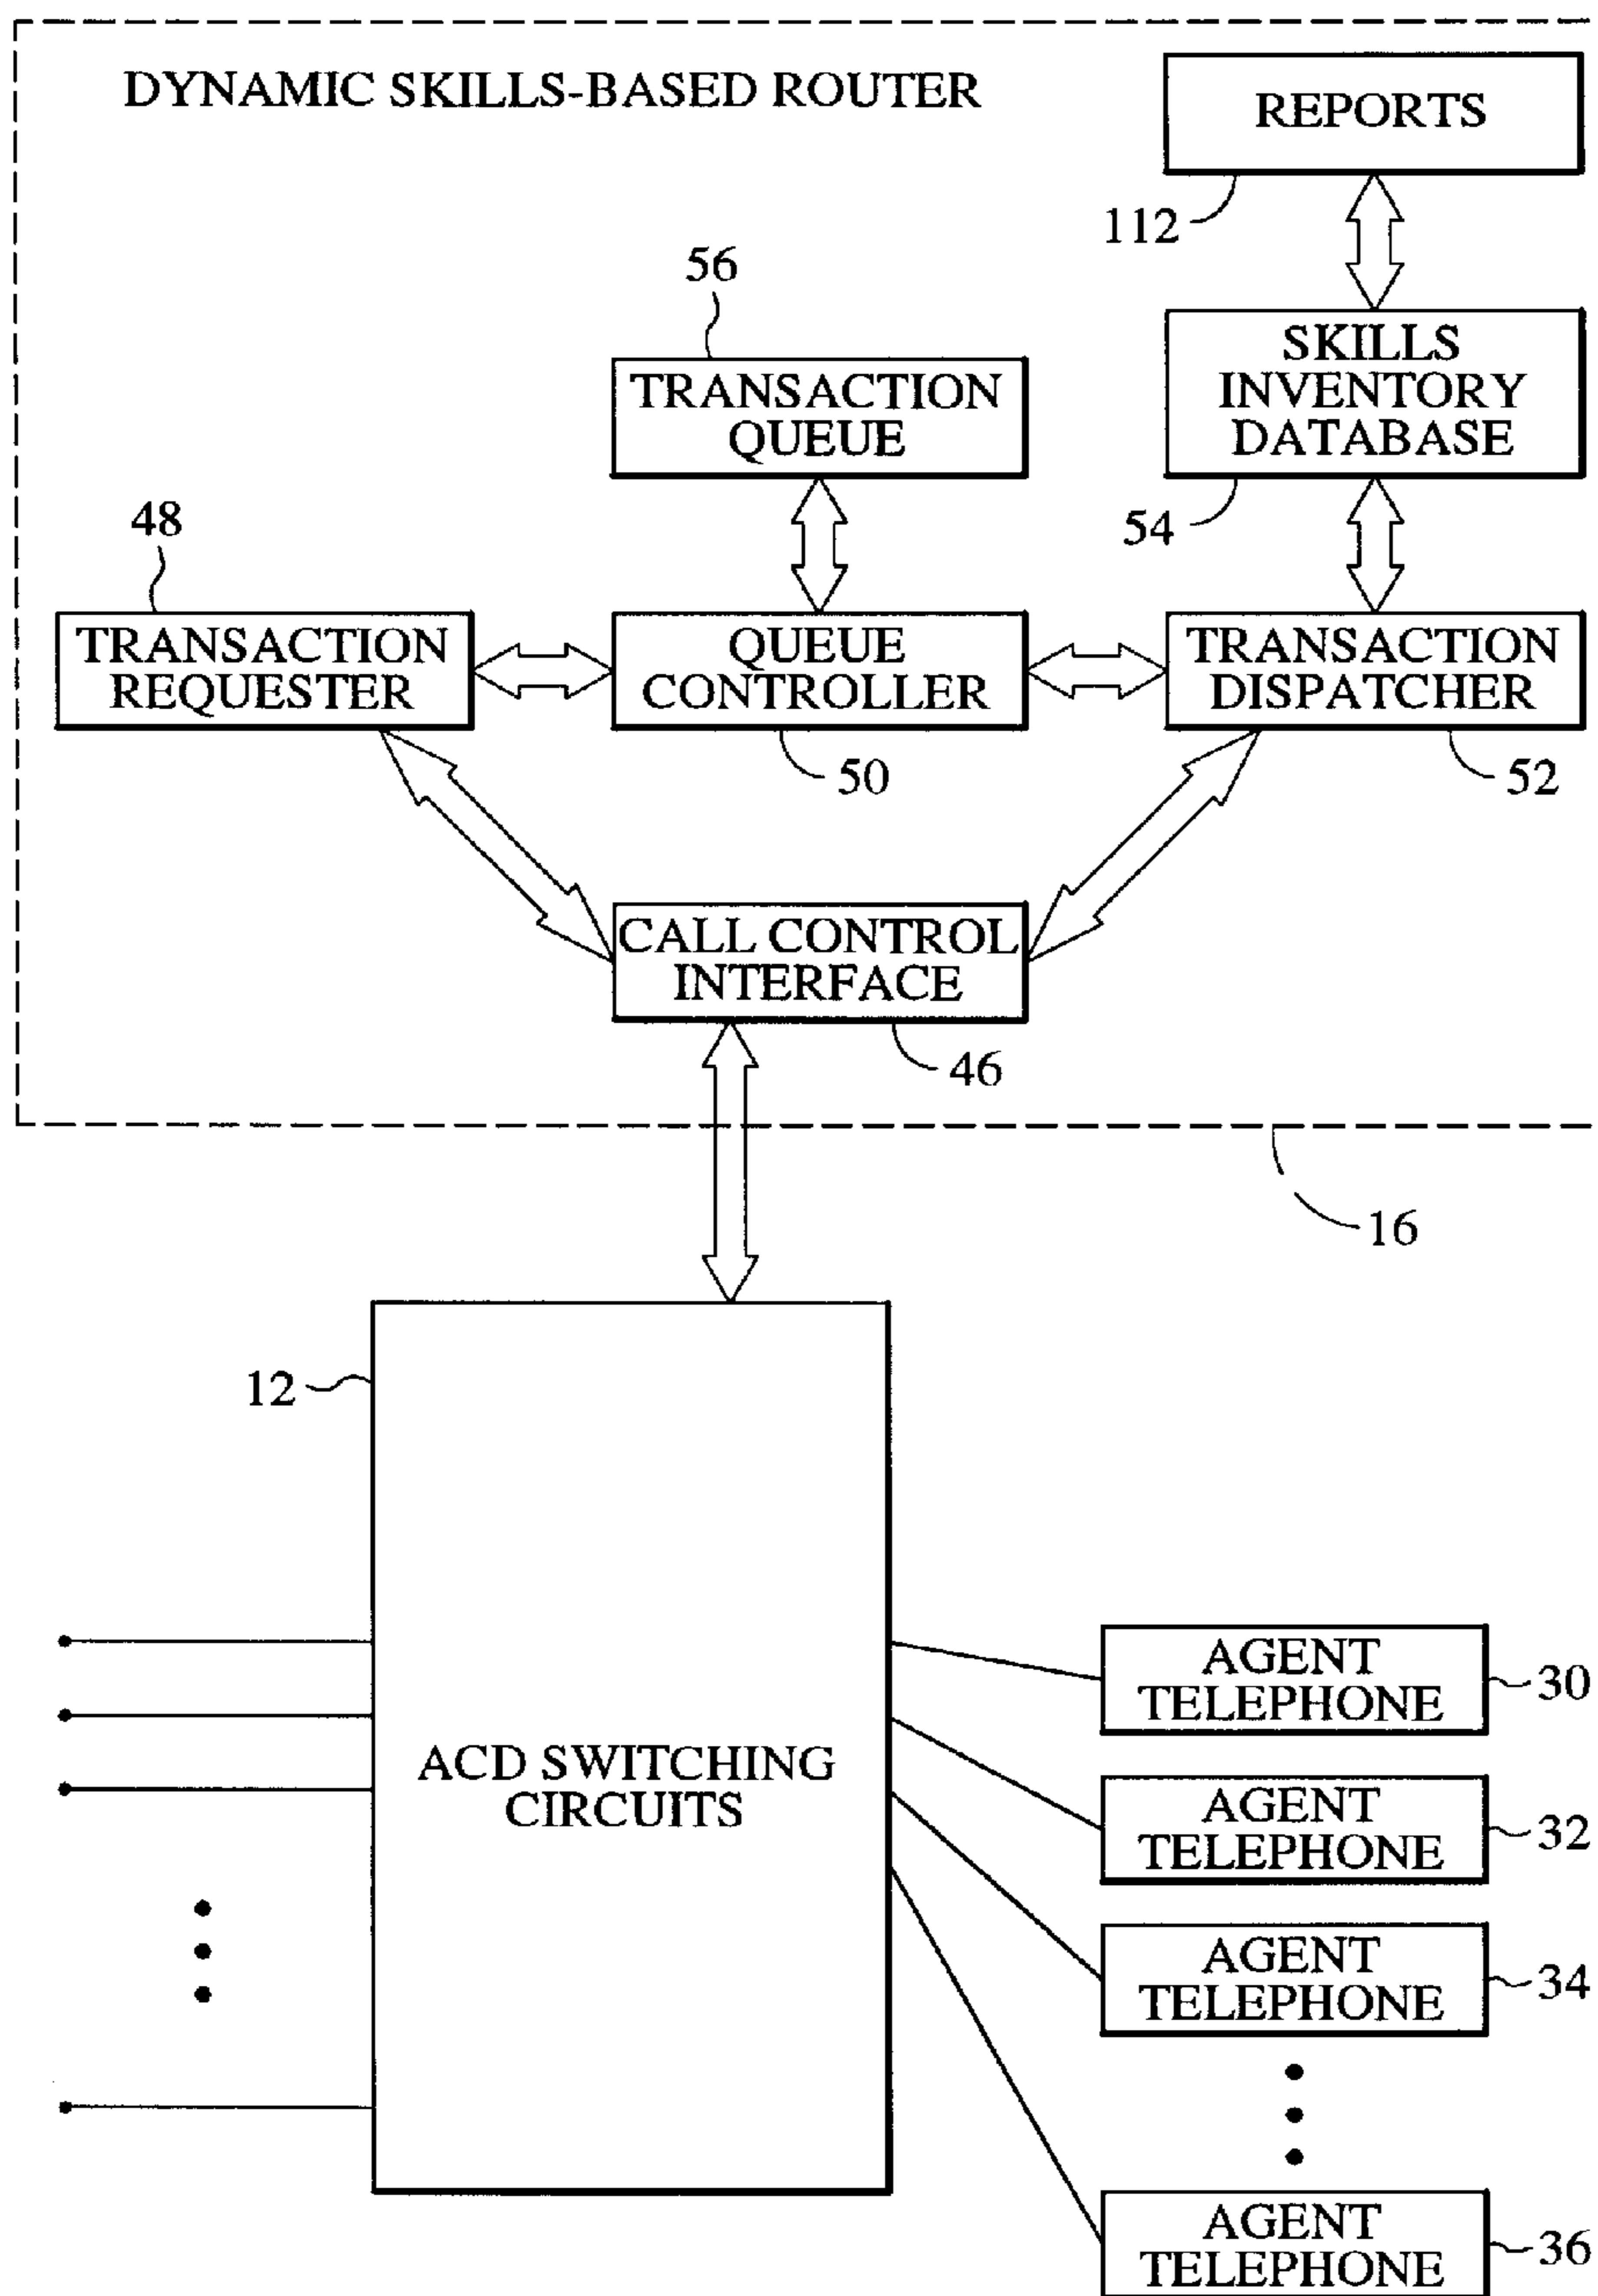 DYNAMIC SKILLS-BASED ROUTER
REPORTS
112
56
SKILLS
INVENTORY
DATABASE
TRANSACTION
QUEUE
54
48
TRANSACTION
REQUESTER
QUEUE
CONTROLLER
TRANSACTION
DISPATCHER
50
52
CALL CONTROL
INTERFACE
46
16
12
ACD SWITCHING
CIRCUITS
AGENT
TELEPHONE
30
AGENT
TELEPHONE
32
AGENT
TELEPHONE
34
AGENT
TELEPHONE
36